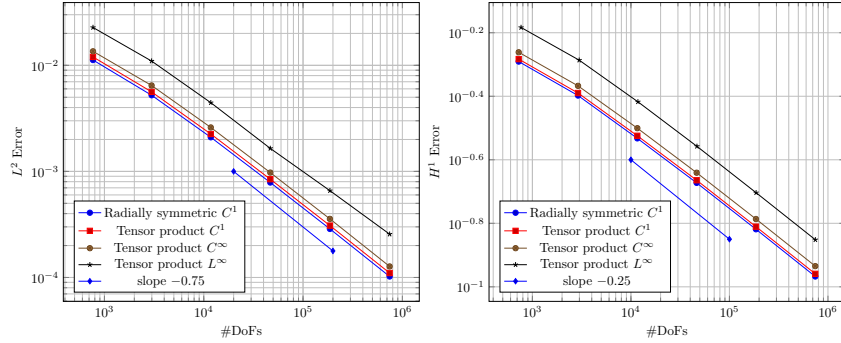 10^{-2}
10^{-3}
10^{-4}
L^2 Error
Radially symmetric C^1
Tensor product C^1
Tensor product C^∞
Tensor product L^∞
slope −0.75
10^3
10^4
10^5
10^6
#DoFs
10^{-0.2}
10^{-0.4}
10^{-0.6}
10^{-0.8}
10^{-1}
H^1 Error
Radially symmetric C^1
Tensor product C^1
Tensor product C^∞
Tensor product L^∞
slope −0.25
10^3
10^4
10^5
10^6
#DoFs